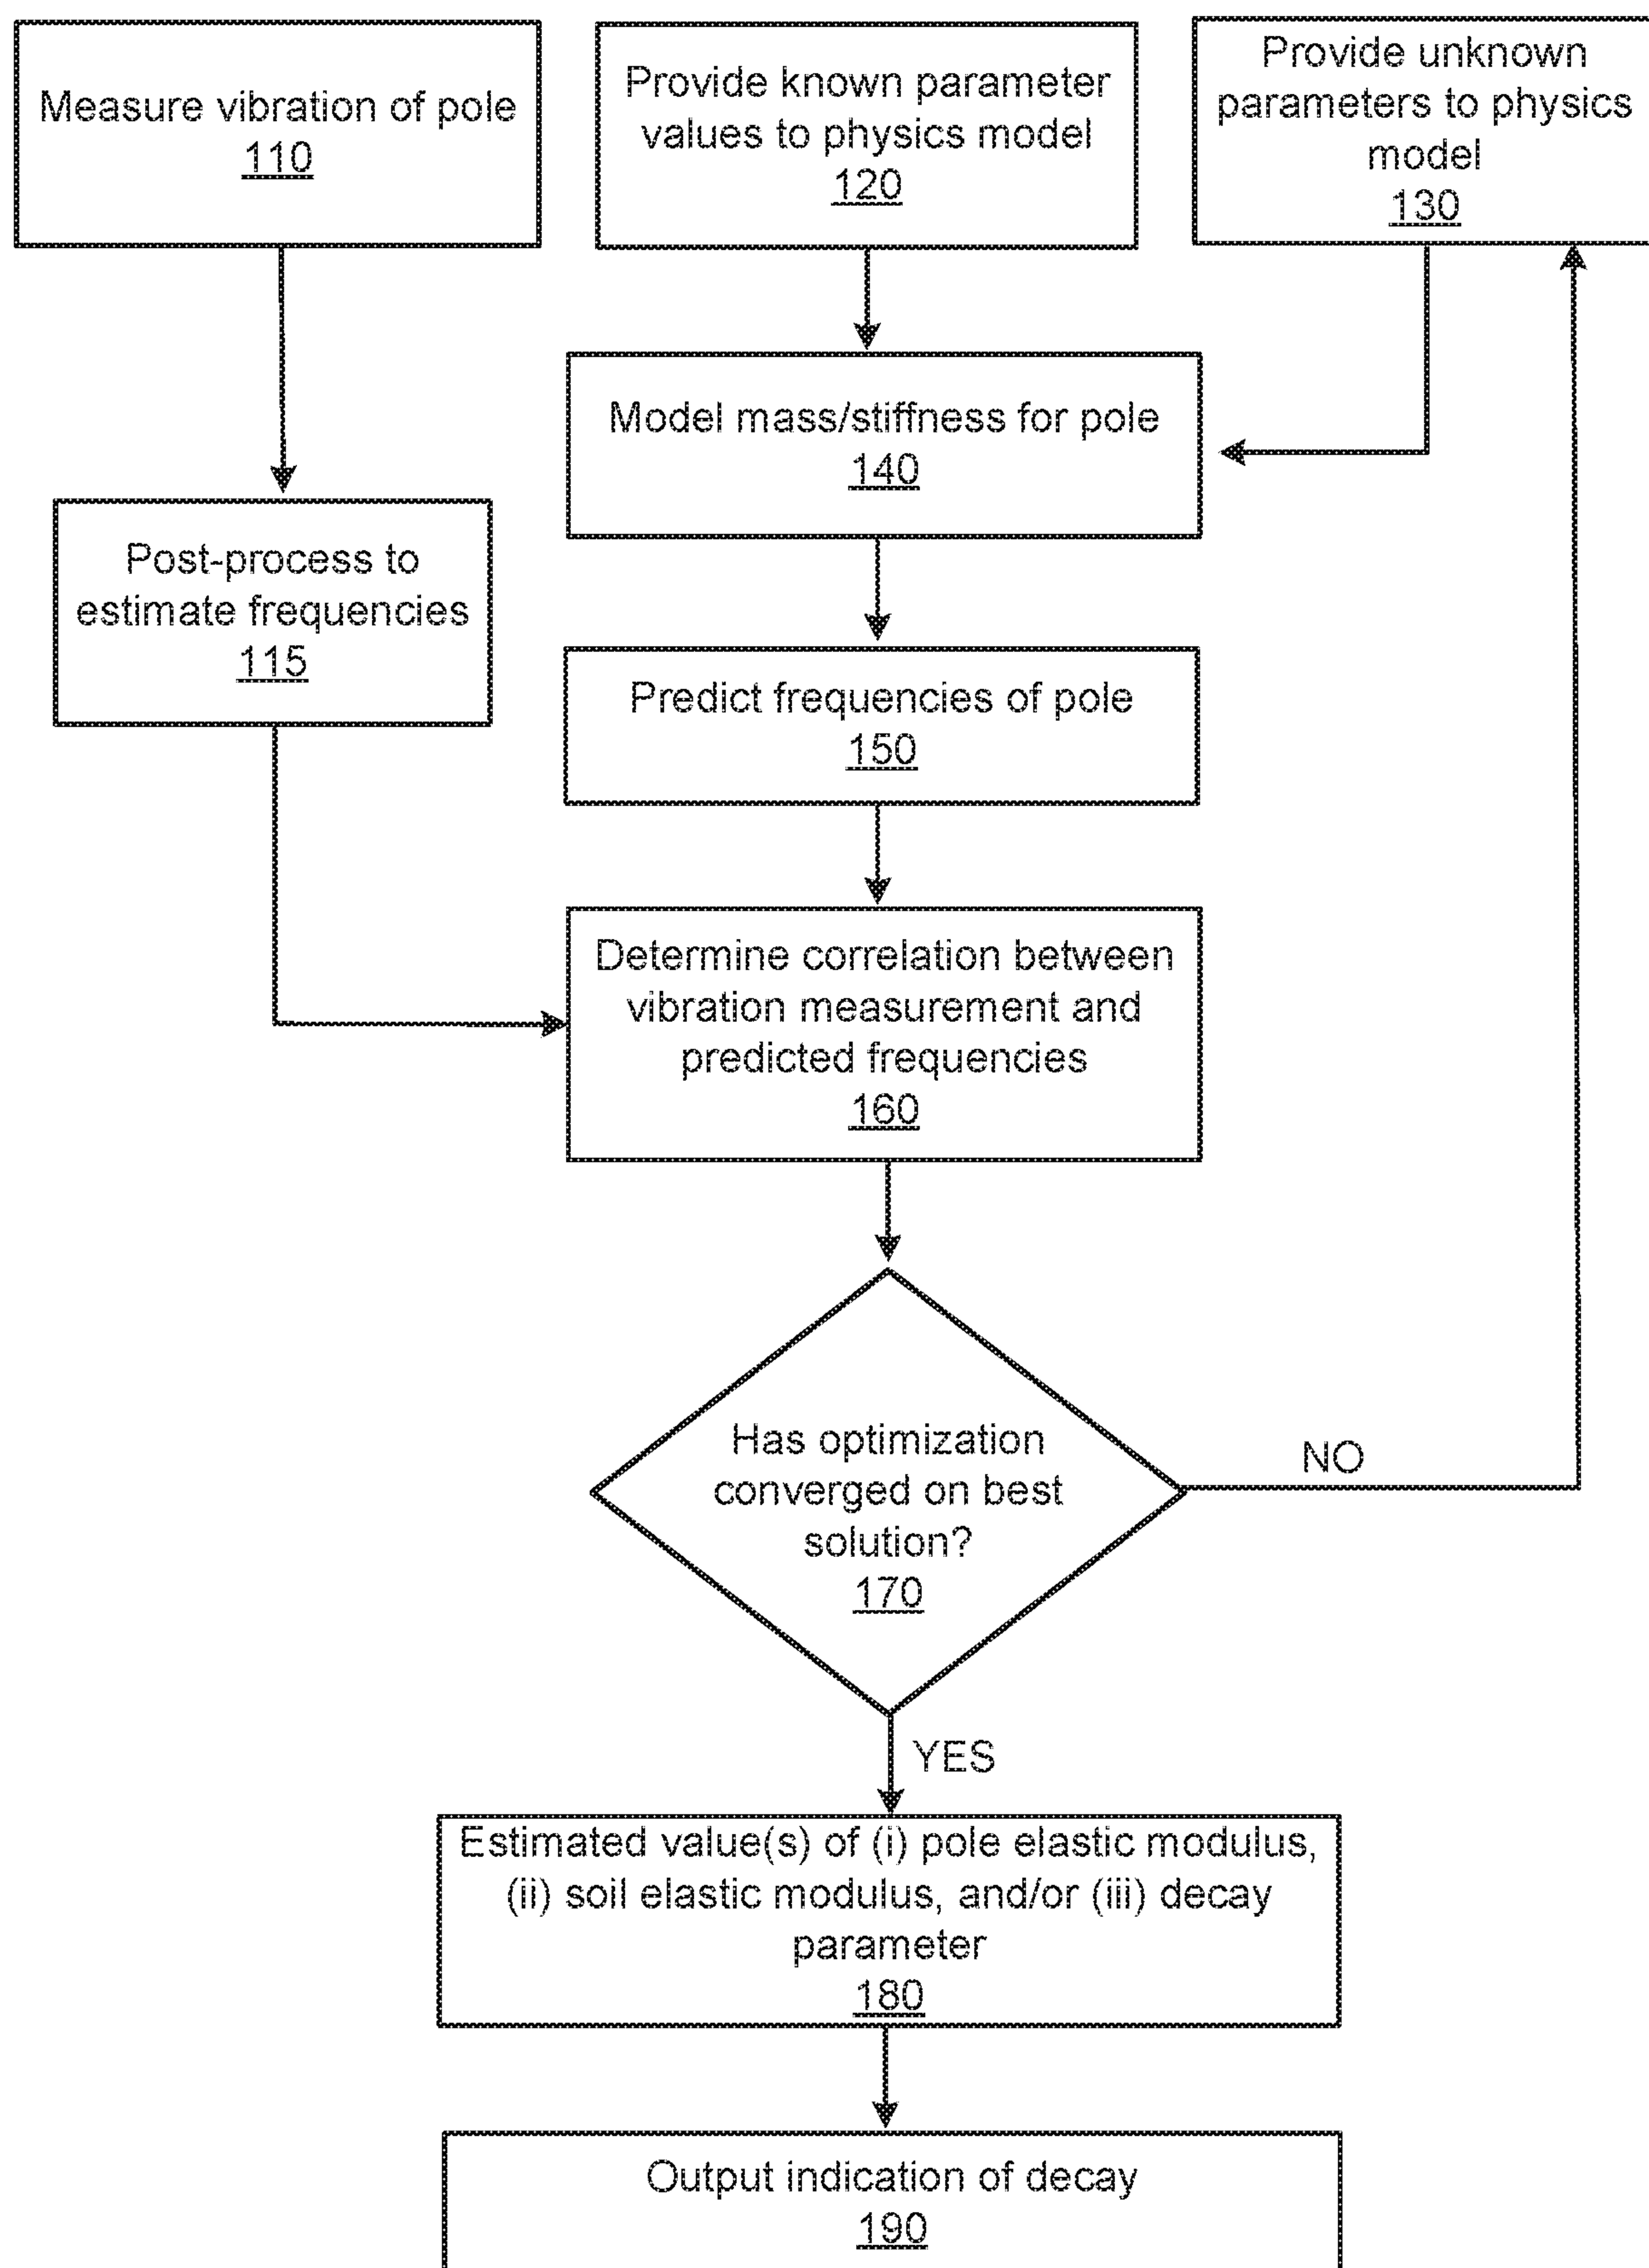 Measure vibration of pole
110
Provide known parameter
values to physics model
120
Provide unknown
parameters to physics
model
130
Model mass/stiffness for pole
140
Post-process to
estimate frequencies
115
Predict frequencies of pole
150
Determine correlation between
vibration measurement and
predicted frequencies
160
Has optimization
converged on best
solution?
170
NO
YES
Estimated value(s) of (i) pole elastic modulus,
(ii) soil elastic modulus, and/or (iii) decay
parameter
180
Output indication of decay
190